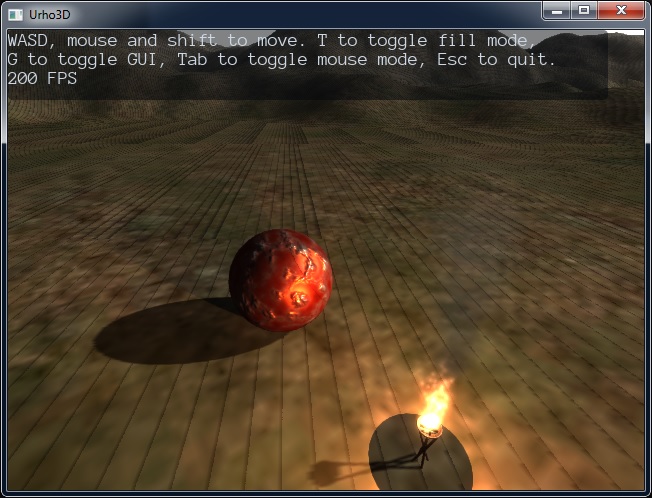 Urho3D
WASD, mouse and shift to move. T to toggle fill mode,
G to toggle GUI, Tab to toggle mouse mode, Esc to quit.
200 FPS